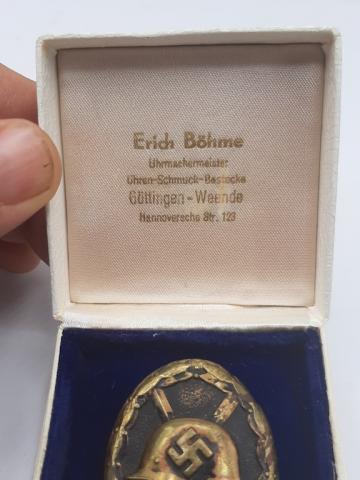 Erich Böhme
Uhrmachermeister
Uhren-Schmuck-Bestecke
Göttingen-Weende
Hannoversche Str. 123